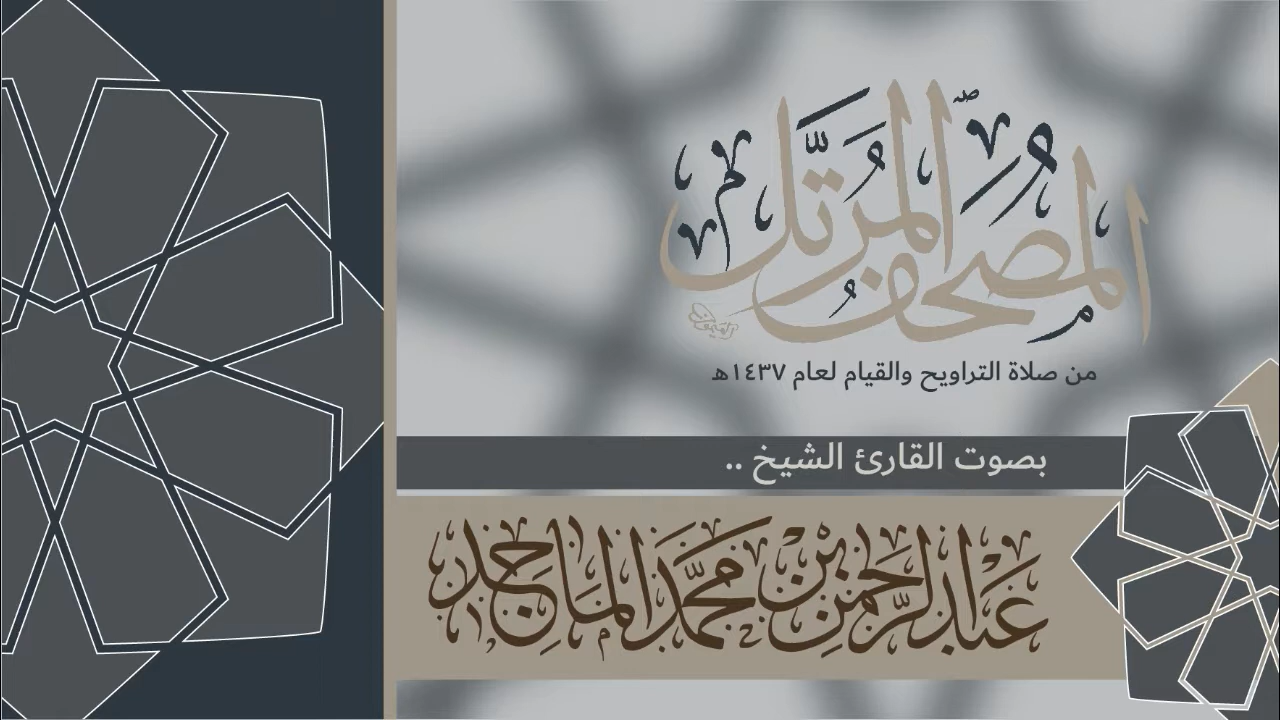 المصحف المرتل
من صلاة التراويح والقيام لعام ١٤٣٧هـ
بصوت القارئ الشيخ ..
عبدالرحمن بن محمد الماجد